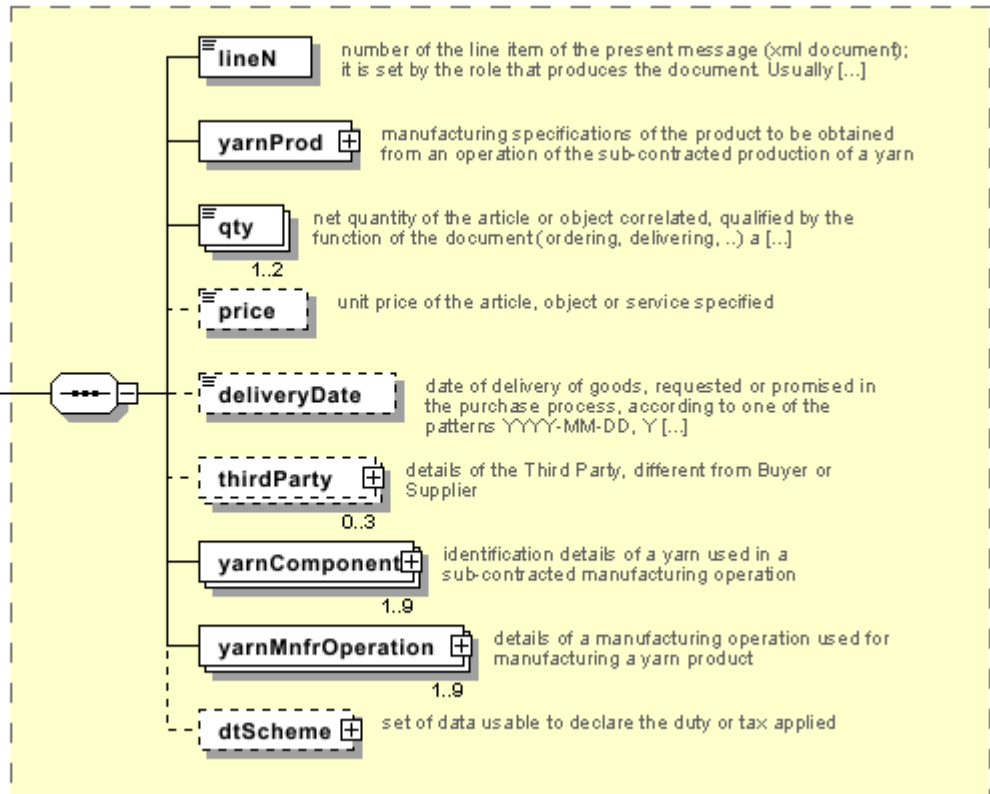 lineN
number of the line item of the present message (xml document);
it is set by the role that produces the document. Usually [...]
yarnProd
manufacturing specifications of the product to be obtained
from an operation of the sub-contracted production of a yarn
qty
net quantity of the article or object correlated, qualified by the
function of the document (ordering, delivering, ..) a [...]
1..2
price
unit price of the article, object or service specified
deliveryDate
date of delivery of goods, requested or promised in
the purchase process, according to one of the
patterns YYYY-MM-DD, Y [...]
thirdParty
details of the Third Party, different from Buyer or
Supplier
0..3
yarnComponent
identification details of a yarn used in a
sub-contracted manufacturing operation
1..9
yarnMnfrOperation
details of a manufacturing operation used for
manufacturing a yarn product
1..9
dtScheme
set of data usable to declare the duty or tax applied